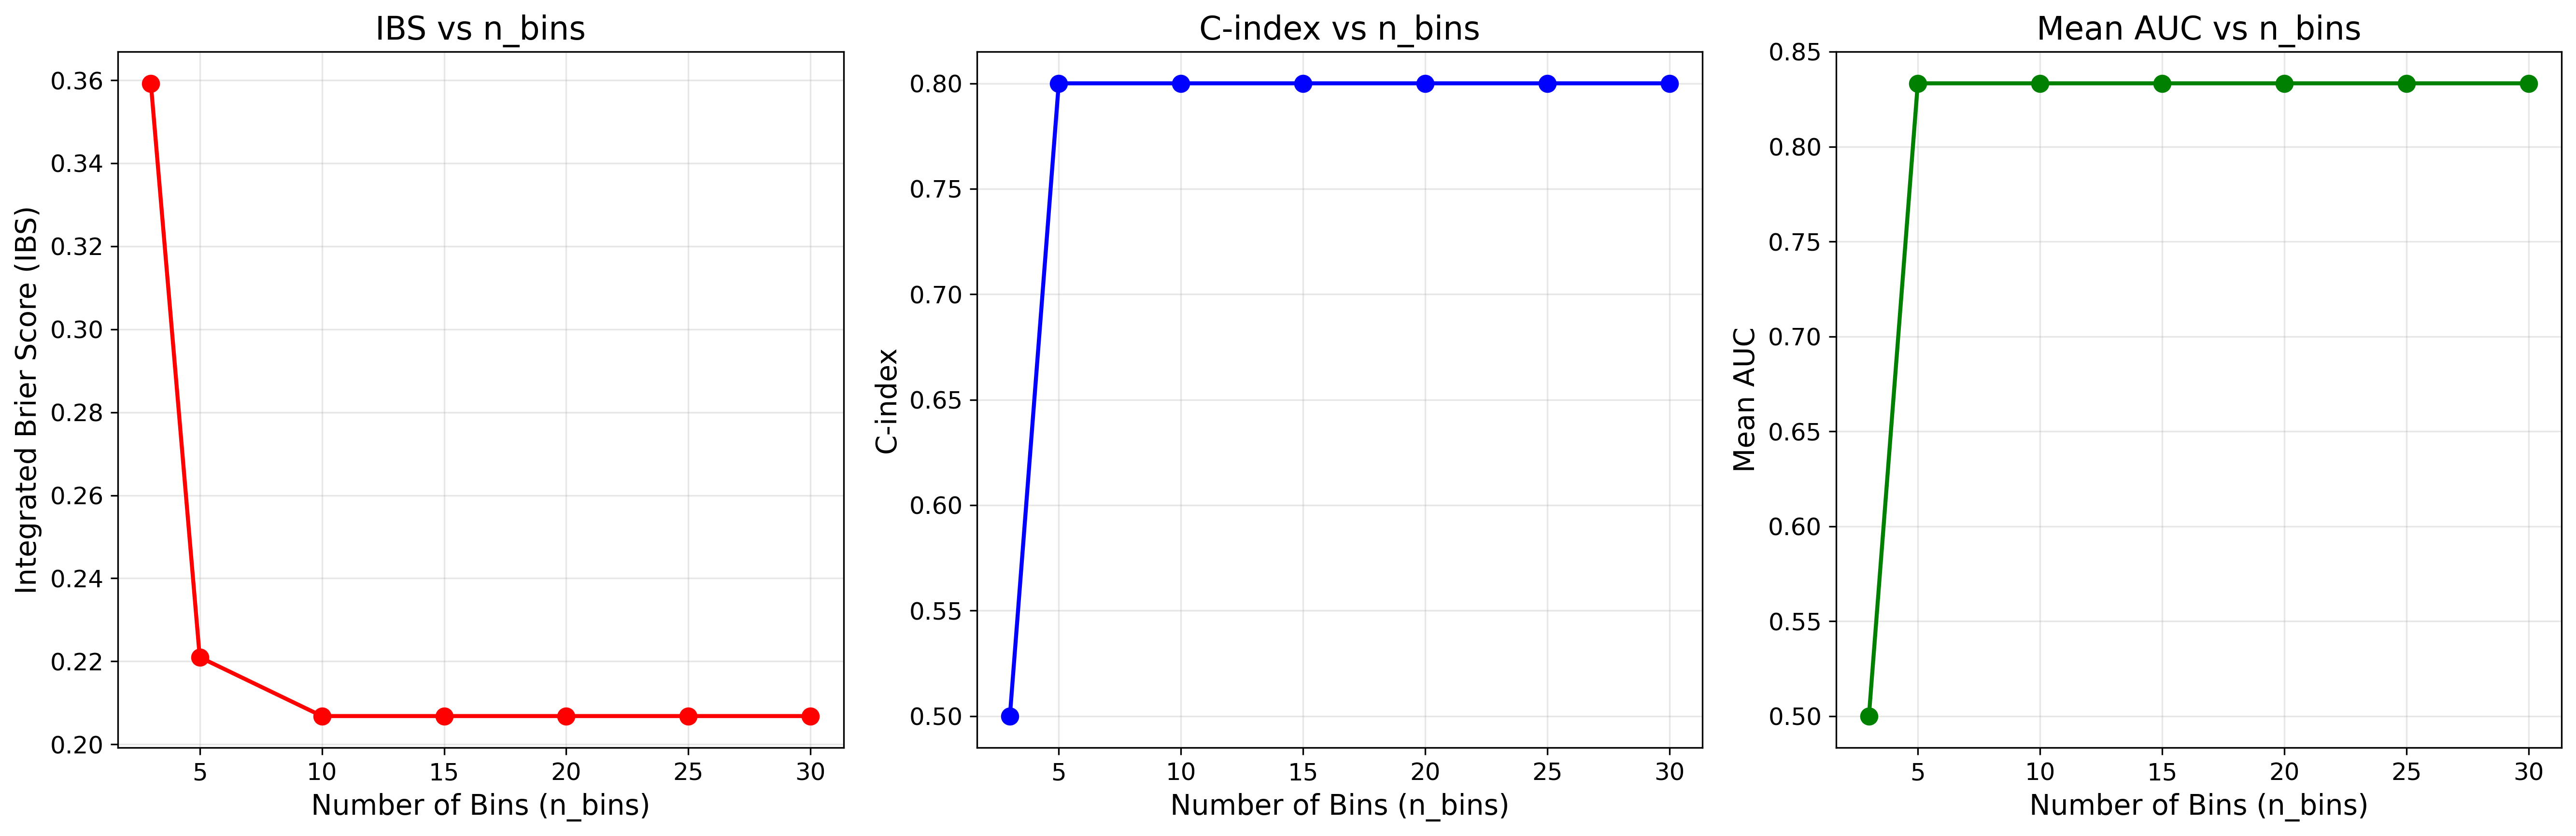 IBS vs n_bins
Integrated Brier Score (IBS)
0.36
0.34
0.32
0.30
0.28
0.26
0.24
0.22
0.20
5 10 15 20 25 30
Number of Bins (n_bins)
C-index vs n_bins
C-index
0.80
0.75
0.70
0.65
0.60
0.55
0.50
5 10 15 20 25 30
Number of Bins (n_bins)
Mean AUC vs n_bins
Mean AUC
0.85
0.80
0.75
0.70
0.65
0.60
0.55
0.50
5 10 15 20 25 30
Number of Bins (n_bins)